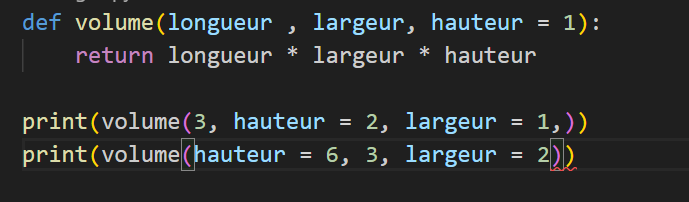 def volume(longueur , largeur, hauteur = 1):
    return longueur * largeur * hauteur
print(volume(3, hauteur = 2, largeur = 1,))
print(volume(hauteur = 6, 3, largeur = 2))